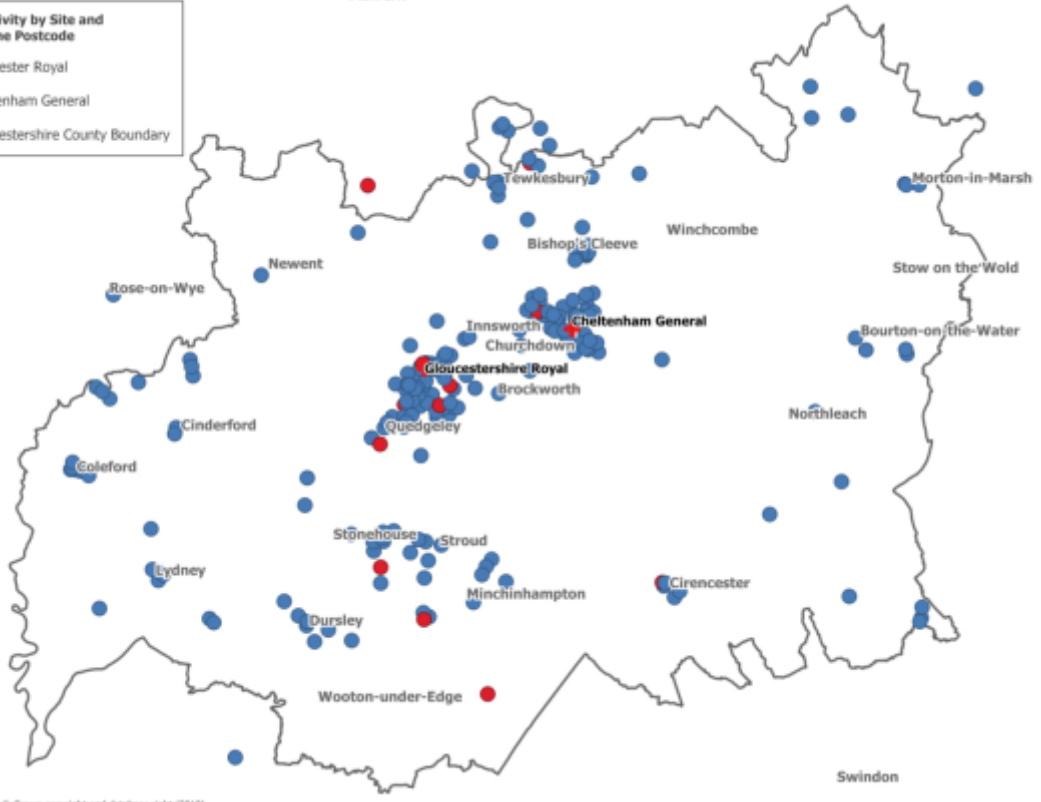 ivity by Site and
ne Postcode
ester Royal
enham General
estershire County Boundary
Tewkesbury
Morton-in-Marsh
Winchcombe
Bishop's Cleeve
Newent
Stow on the Wold
Rose-on-Wye
Cheltenham General
Innsworth
Bourton-on-the-Water
Churchdown
Gloucestershire Royal
Brockworth
Northleach
Cinderford
Quedgeley
Coleford
Stonehouse
Stroud
Lydney
Cirencester
Minchinhampton
Dursley
Wooton-under-Edge
Swindon